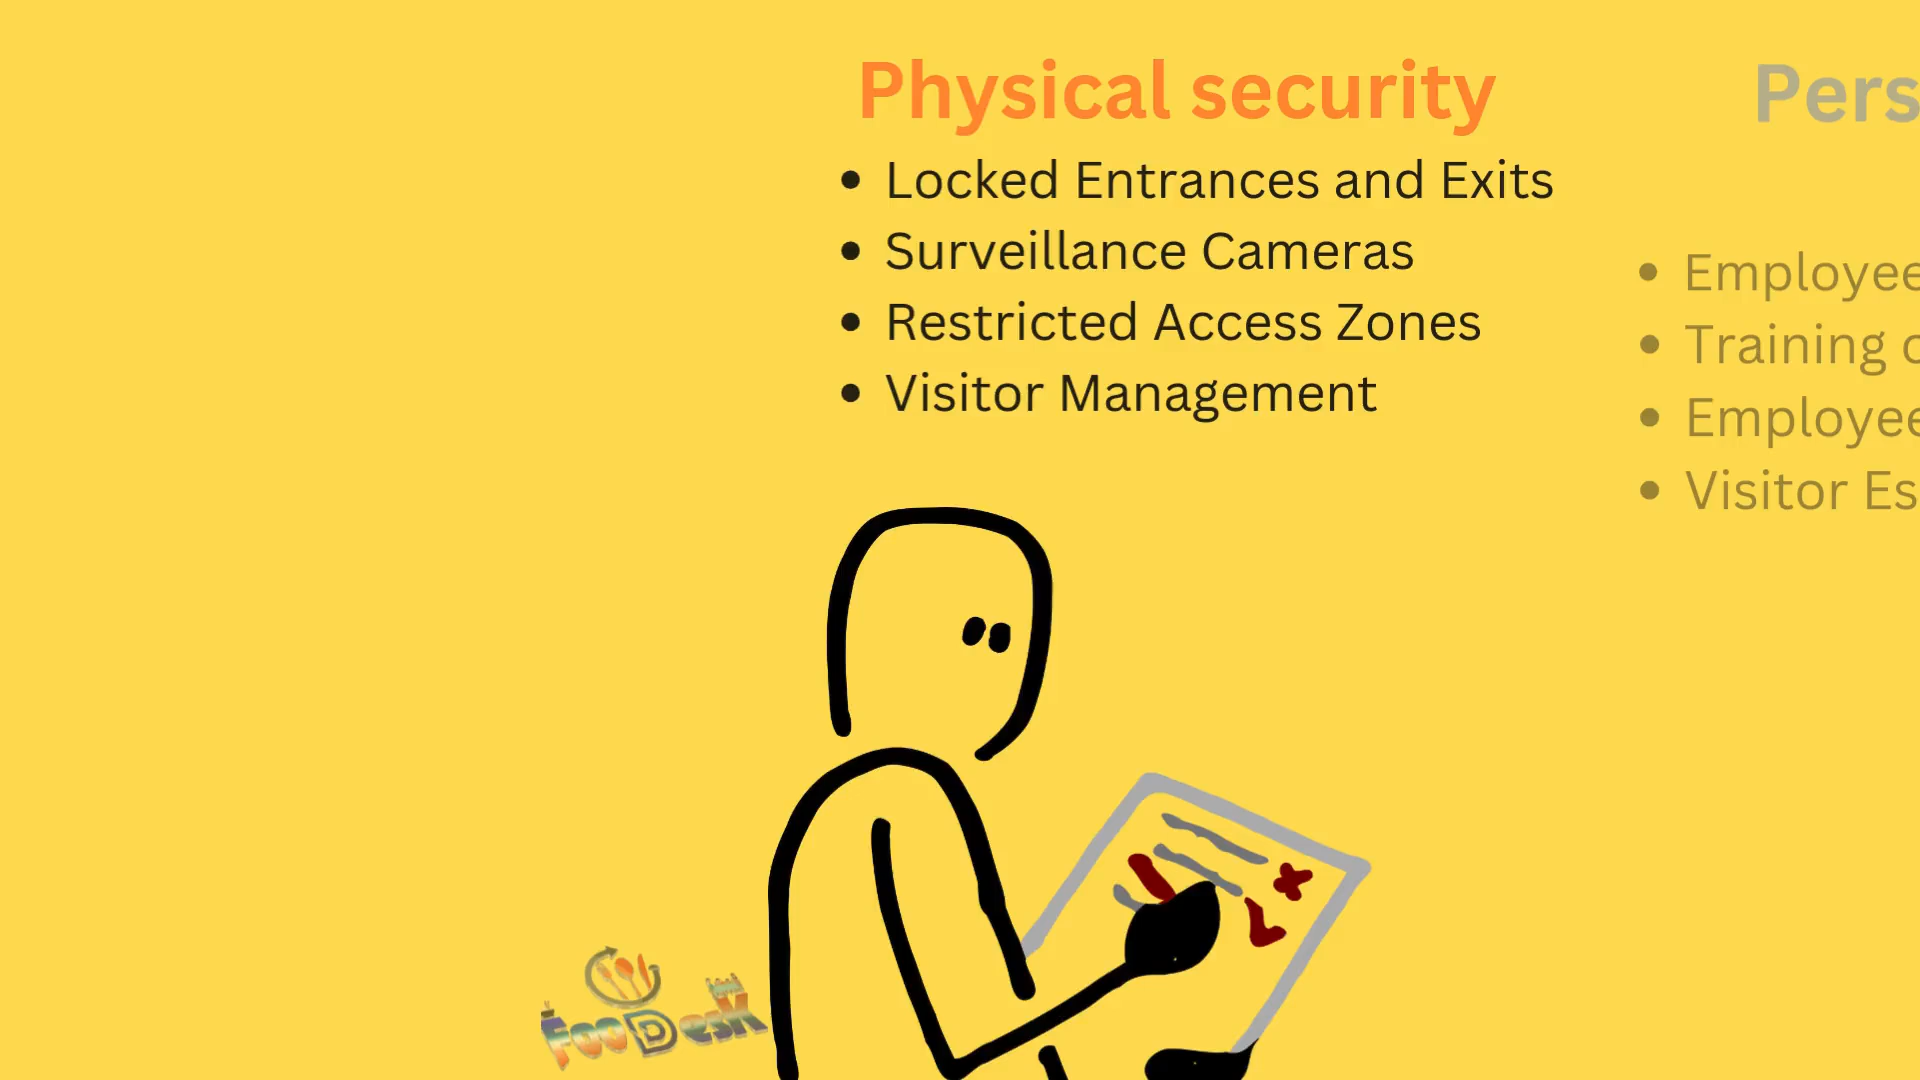 Physical security
• Locked Entrances and Exits
• Surveillance Cameras
• Restricted Access Zones
• Visitor Management
Pers
• Employee
• Training
• Employee
• Visitor Es
FooDesk